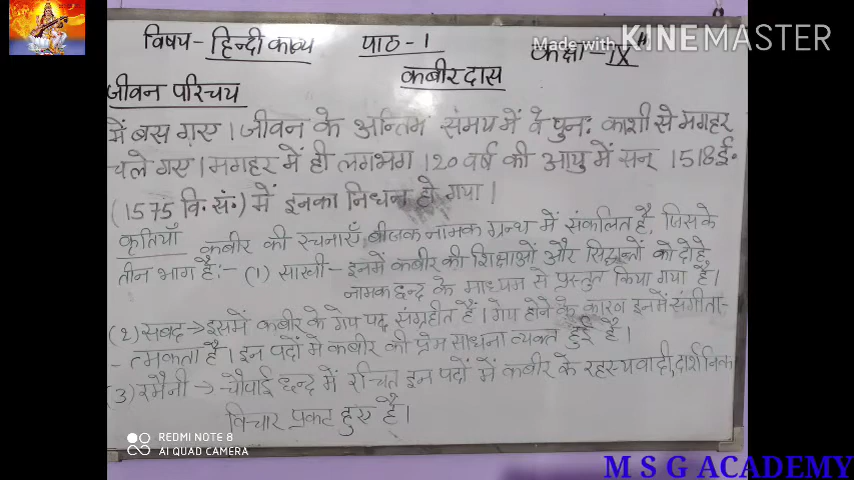 विषय - हिन्दी काव्य पाठ - 1 कक्षा - IX"
Made with KINEMASTER
कबीर दास
जीवन परिचय
में बस गए। जीवन के अन्तिम संमय में वे पुनः काशी से मगहर
चले गए। मगहर में ही लगभग 120 वर्ष की आयु में सन् 1518ई॰
(1575 वि. सं॰) में इनका निधन हो गया।
कृतियाँ कबीर की रचनाएँ बीजक नामक ग्रन्थ में संकलित है, जिसके
तीन भाग हैः- (1) साखी - इनमें कबीर की शिक्षाओं और सिद्धान्तों को दोहे
नामक छन्द के माध्यम से प्रस्तुत किया गया है।
(2) सबद → इसमें कबीर के गेय पद संग्रहीत हैं। गेय होने के कारण इनमें संगीता-
- त्मकता है। इन पदों में कबीर की प्रेम साधना व्यक्त हुई है।
(3) रमैनी → चौपाई छन्द में रचित इन पदों में कबीर के रहस्यवादी, दार्शनिक
विचार प्रकट हुए है।
REDMI NOTE 8
AI QUAD CAMERA
M S G ACADEMY